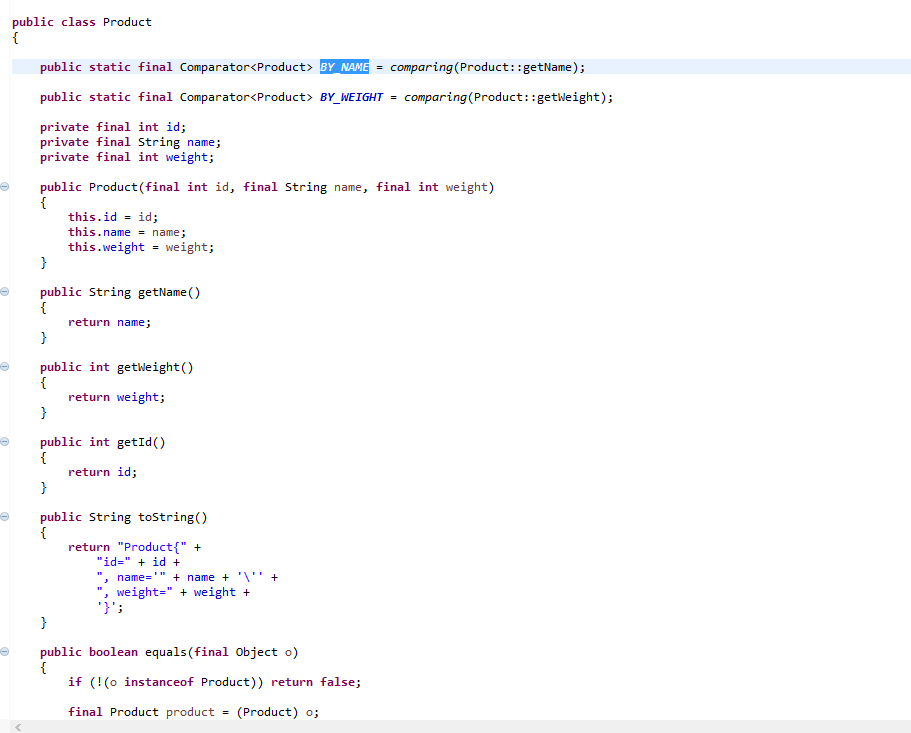 public class Product
{
public static final Comparator<Product> BY_NAME = comparing(Product::getName);
public static final Comparator<Product> BY_WEIGHT = comparing(Product::getWeight);
private final int id;
private final String name;
private final int weight;
public Product(final int id, final String name, final int weight)
{
this.id = id;
this.name = name;
this.weight = weight;
}
public String getName()
{
return name;
}
public int getWeight()
{
return weight;
}
public int getId()
{
return id;
}
public String toString()
{
return "Product{" +
"id=" + id +
", name='" + name + '\'' +
", weight=" + weight +
'}';
}
public boolean equals(final Object o)
{
if (!(o instanceof Product)) return false;
final Product product = (Product) o;